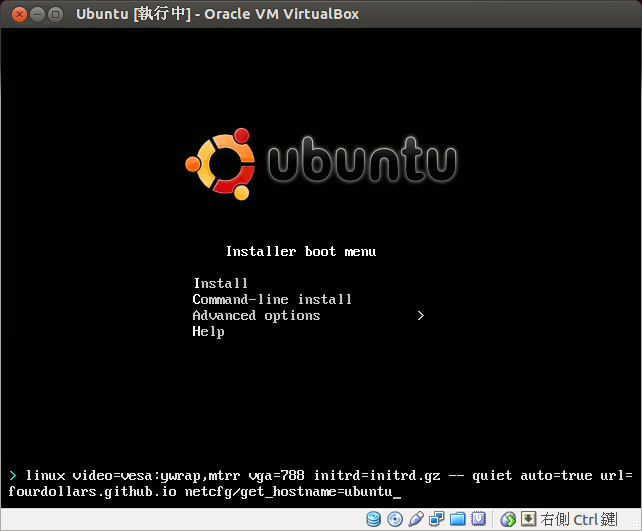 Ubuntu [執行中] - Oracle VM VirtualBox
ubuntu
Installer boot menu
Install
Command-line install
Advanced options >
Help
> linux video=vesa:ywrap,mtrr vga=788 initrd=initrd.gz -- quiet auto=true url=
fourdollars.github.io netcfg/get_hostname=ubuntu_
右側 Ctrl 鍵